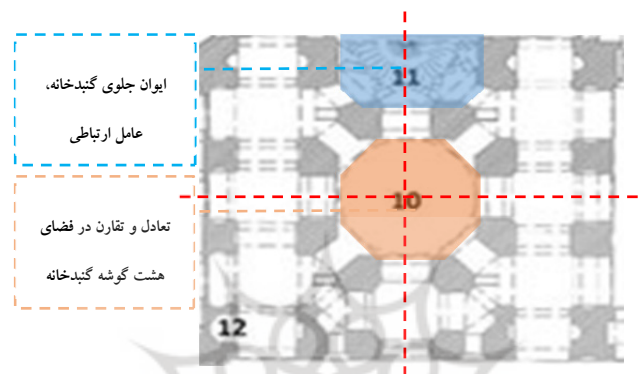 ایوان جلوی گنبدخانه،
عامل ارتباطی
تعادل و تقارن در فضای
هشت گوشه گنبدخانه
11
10
12